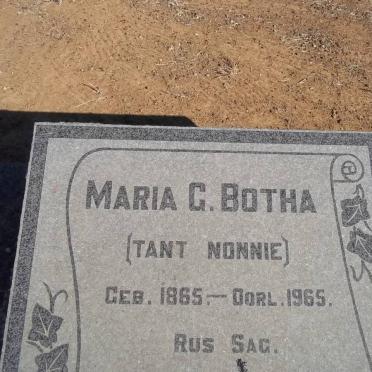 MARIA C. BOTHA
(TANT NONNIE)
GEB. 1865.— OORL. 1965.
RUS SAG.